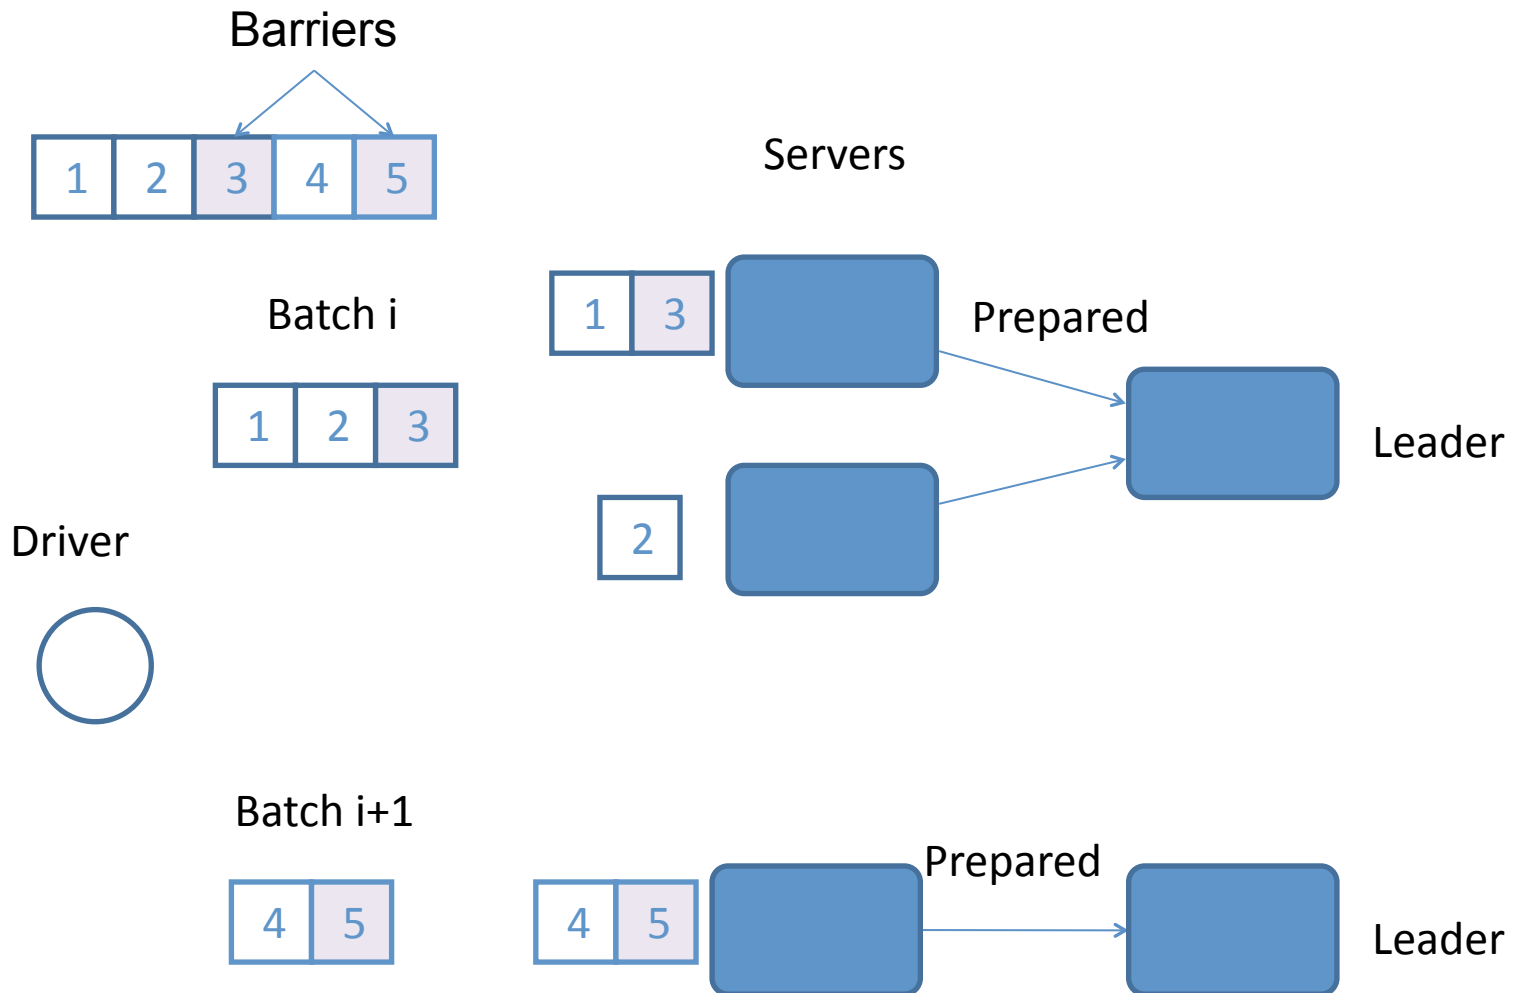 Barriers
1 2 3 4 5
Servers
Batch i
1 3
Prepared
1 2 3
Leader
2
Driver
Batch i+1
Prepared
4 5
4 5
Leader